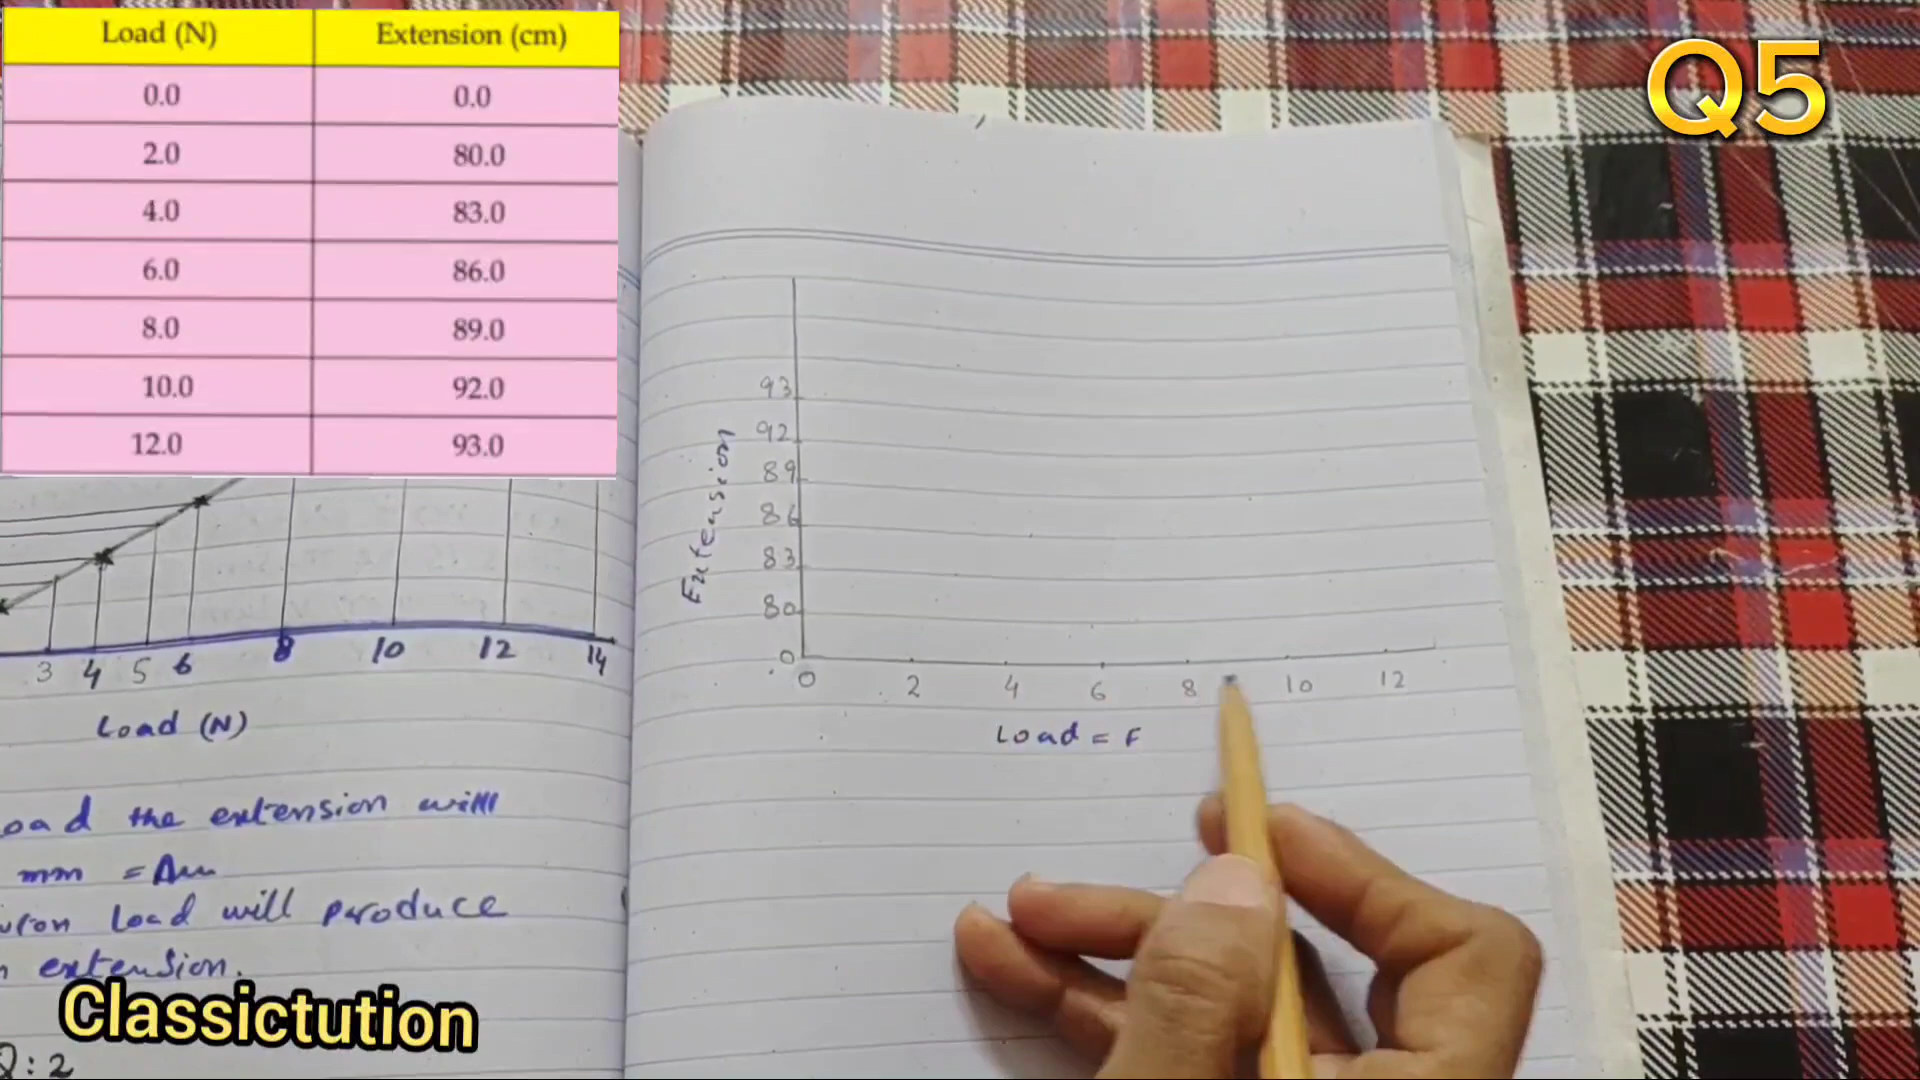 Load (N) Extension (cm)
0.0 0.0
2.0 80.0
4.0 83.0
6.0 86.0
8.0 89.0
10.0 92.0
12.0 93.0
Q5
93
92
89
86
83
80
0
Extension
0 2 4 6 8 10 12
Load = F
3 4 5 6 8 10 12 14
Load (N)
oad the extension will
mm =
load will produce
extension.
Classictution
Q:2